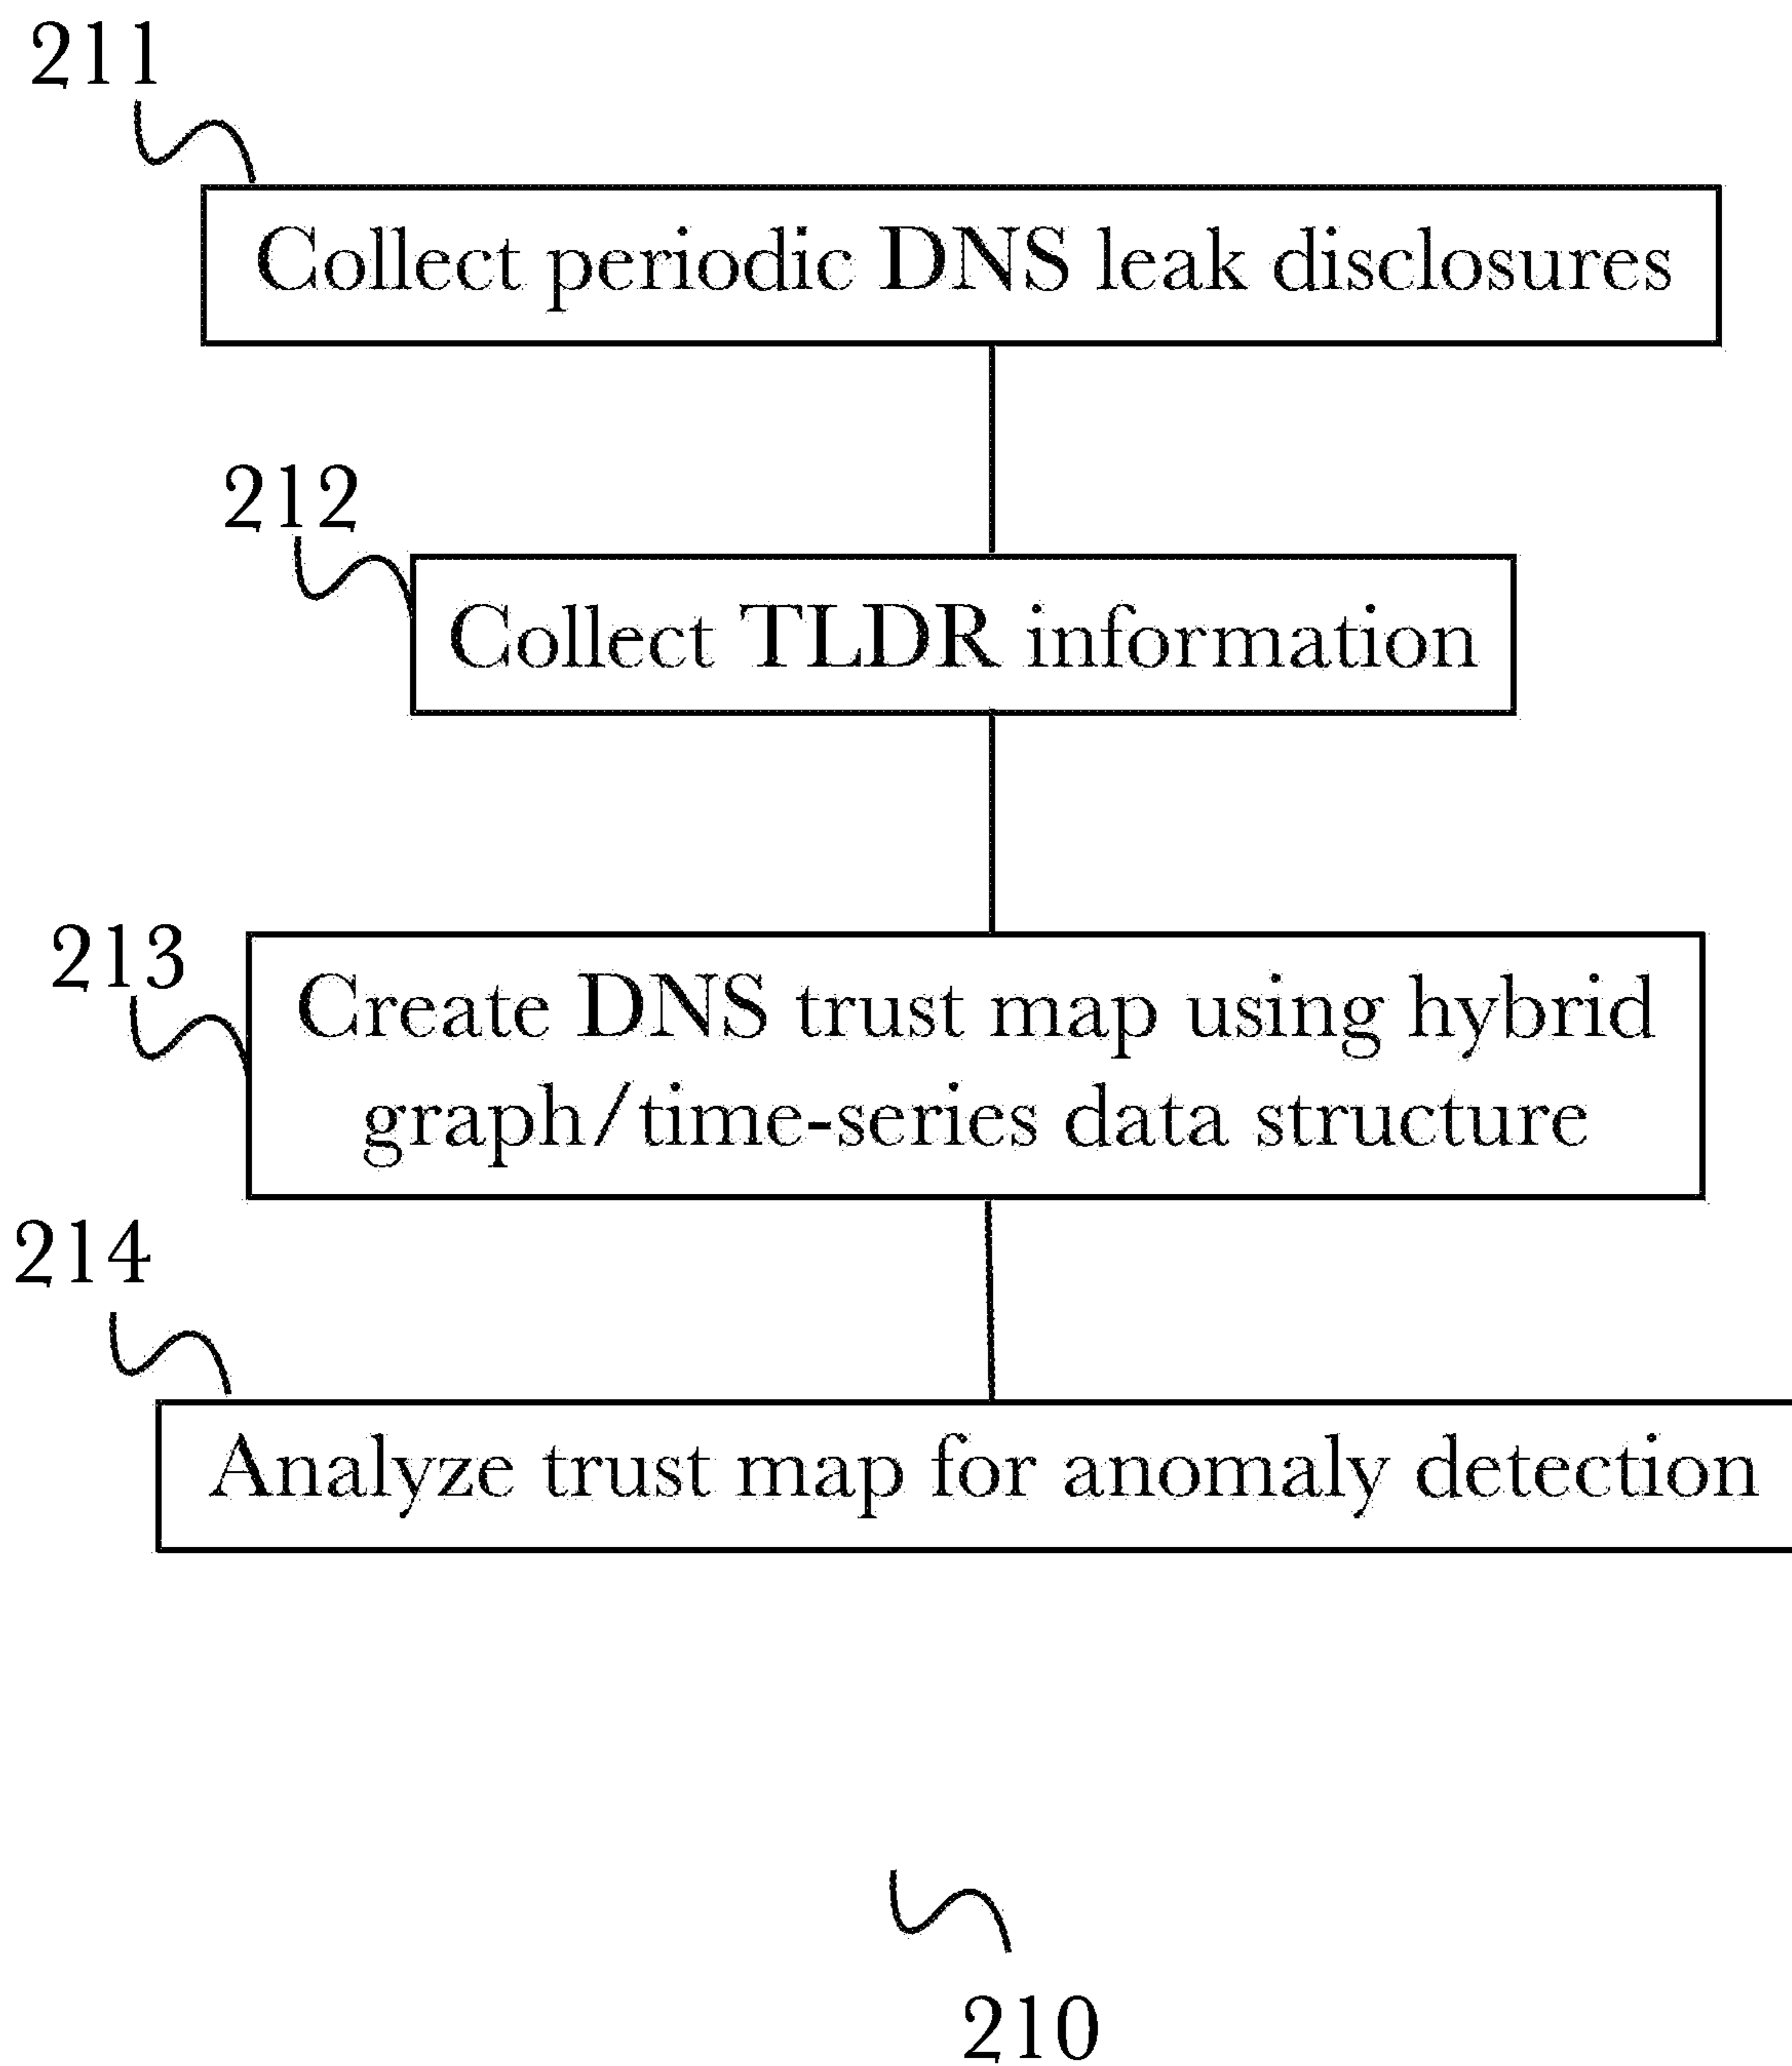 211
Collect periodic DNS leak disclosures
212
Collect TLDR information
213
Create DNS trust map using hybrid
graph/time-series data structure
214
Analyze trust map for anomaly detection
210